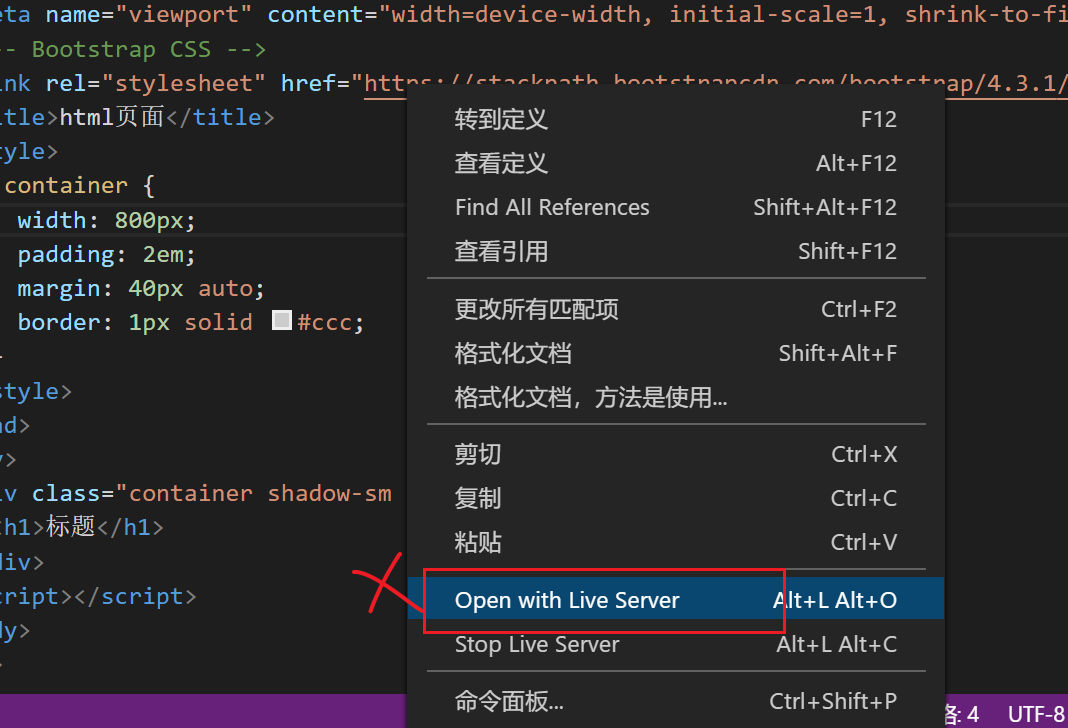 eta name="viewport" content="width=device-width, initial-scale=1, shrink-to-fi
-- Bootstrap CSS -->
nk rel="stylesheet" href="https://stackpath.bootstrapcdn.com/bootstrap/4.3.1/
tle>html页面</title>
tyle>
container {
width: 800px;
padding: 2em;
margin: 40px auto;
border: 1px solid #ccc;
style>
ad>
y>
iv class="container shadow-sm
h1>标题</h1>
div>
cript></script>
dy>
转到定义 F12
查看定义 Alt+F12
Find All References Shift+Alt+F12
查看引用 Shift+F12
更改所有匹配项 Ctrl+F2
格式化文档 Shift+Alt+F
格式化文档，方法是使用...
剪切 Ctrl+X
复制 Ctrl+C
粘贴 Ctrl+V
Open with Live Server Alt+L Alt+O
Stop Live Server Alt+L Alt+C
命令面板... Ctrl+Shift+P
格: 4 UTF-8